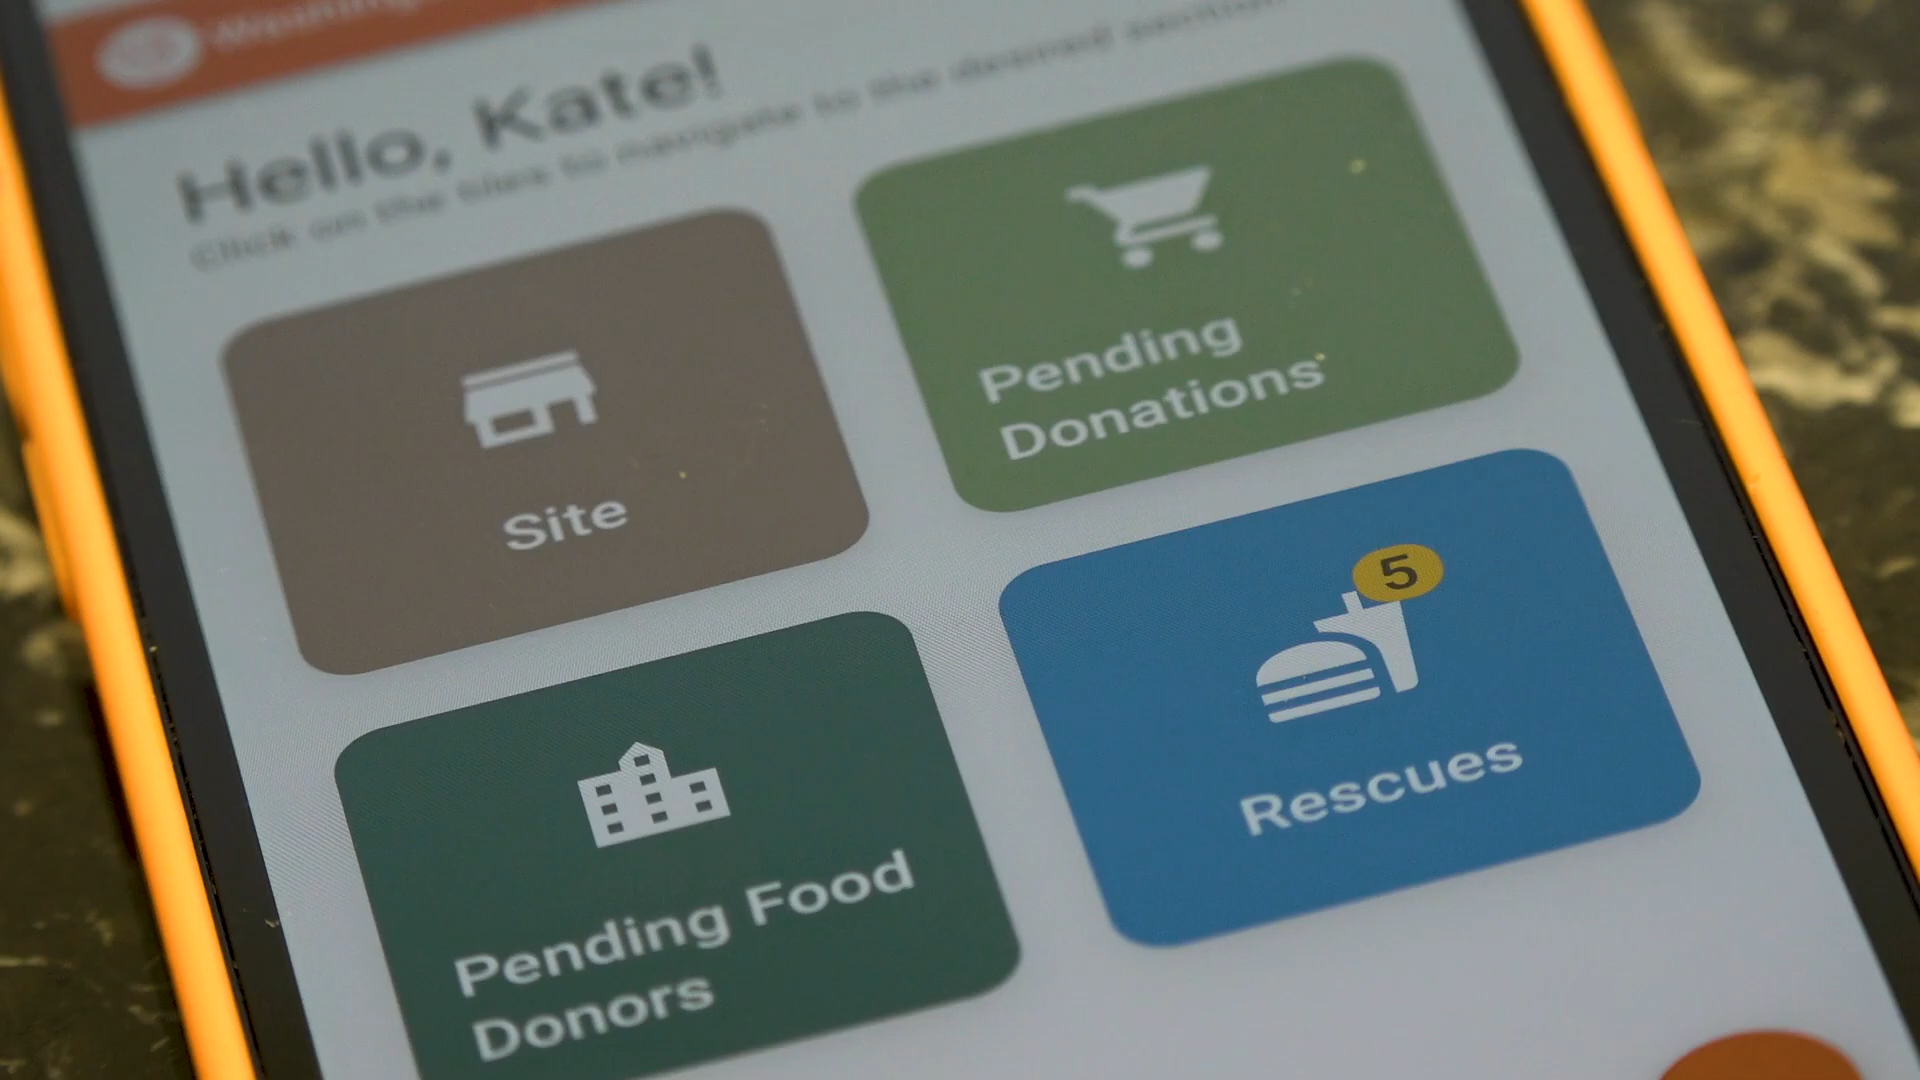 Hello, Kate!
Click on the tiles to navigate to the desired section
Site
Pending
Donations
5
Rescues
Pending Food
Donors